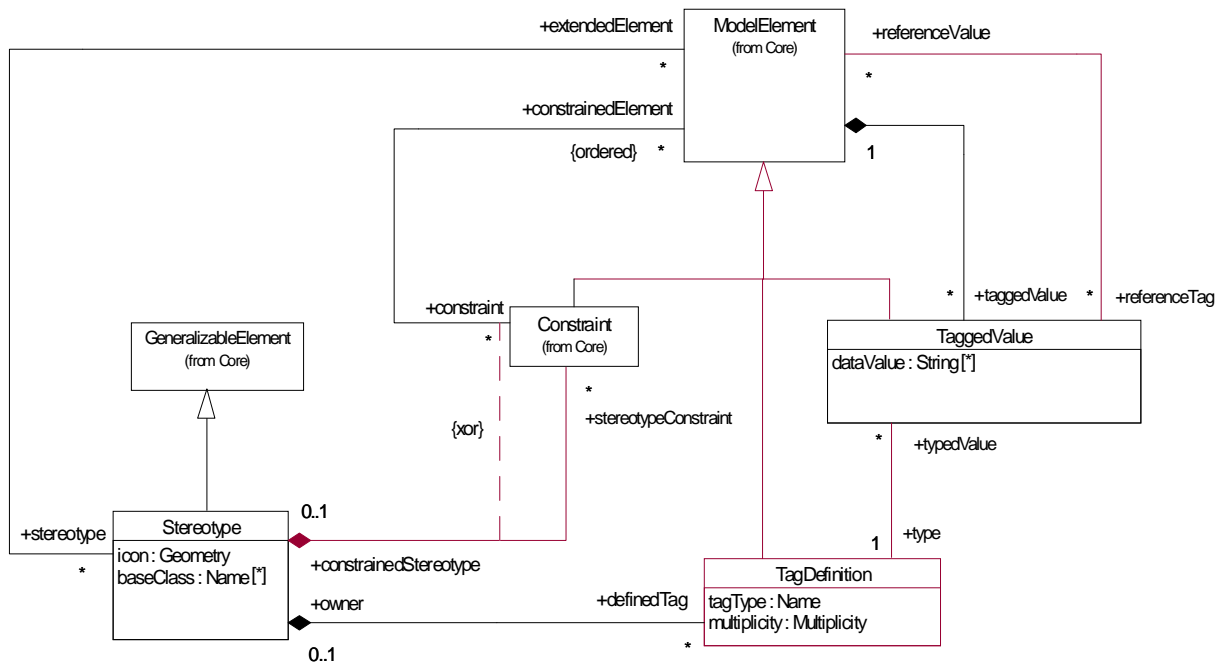 +extendedElement
*
ModelElement
(from Core)
+referenceValue
*
+constrainedElement
{ordered}
*
1
+constraint
*
Constraint
(from Core)
*
+taggedValue
*
+referenceTag
GeneralizableElement
(from Core)
TaggedValue
dataValue : String [*]
*
+stereotypeConstraint
{xor}
*
+typedValue
0..1
+stereotype
*
Stereotype
icon : Geometry
baseClass : Name [*]
+constrainedStereotype
1
+type
TagDefinition
tagType : Name
multiplicity : Multiplicity
+owner
0..1
+definedTag
*